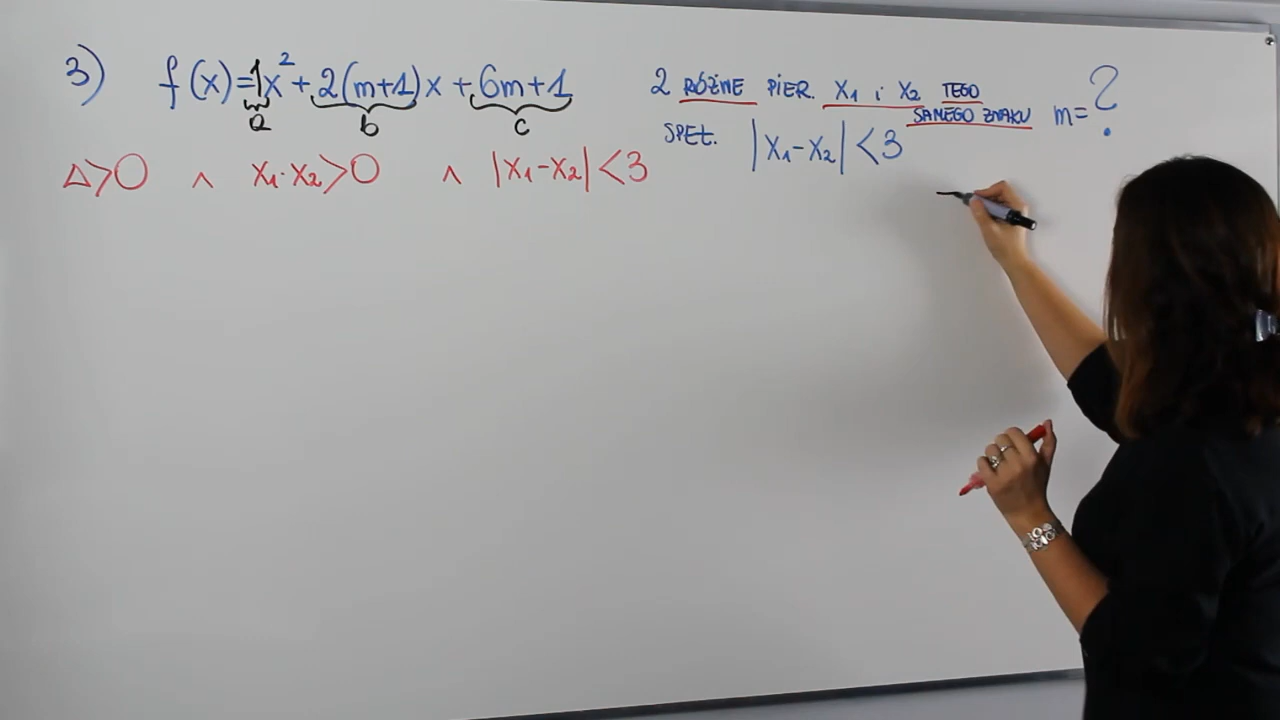 3) f(x)=1x²+2(m+1)x+6m+1
a b c
2 RÓŻNE PIER. X₁ i X₂ TEGO
SAMEGO ZNAKU m=?
SPEŁ. |X₁-X₂|<3
Δ>0 ∧ X₁·X₂>0 ∧ |X₁-X₂|<3